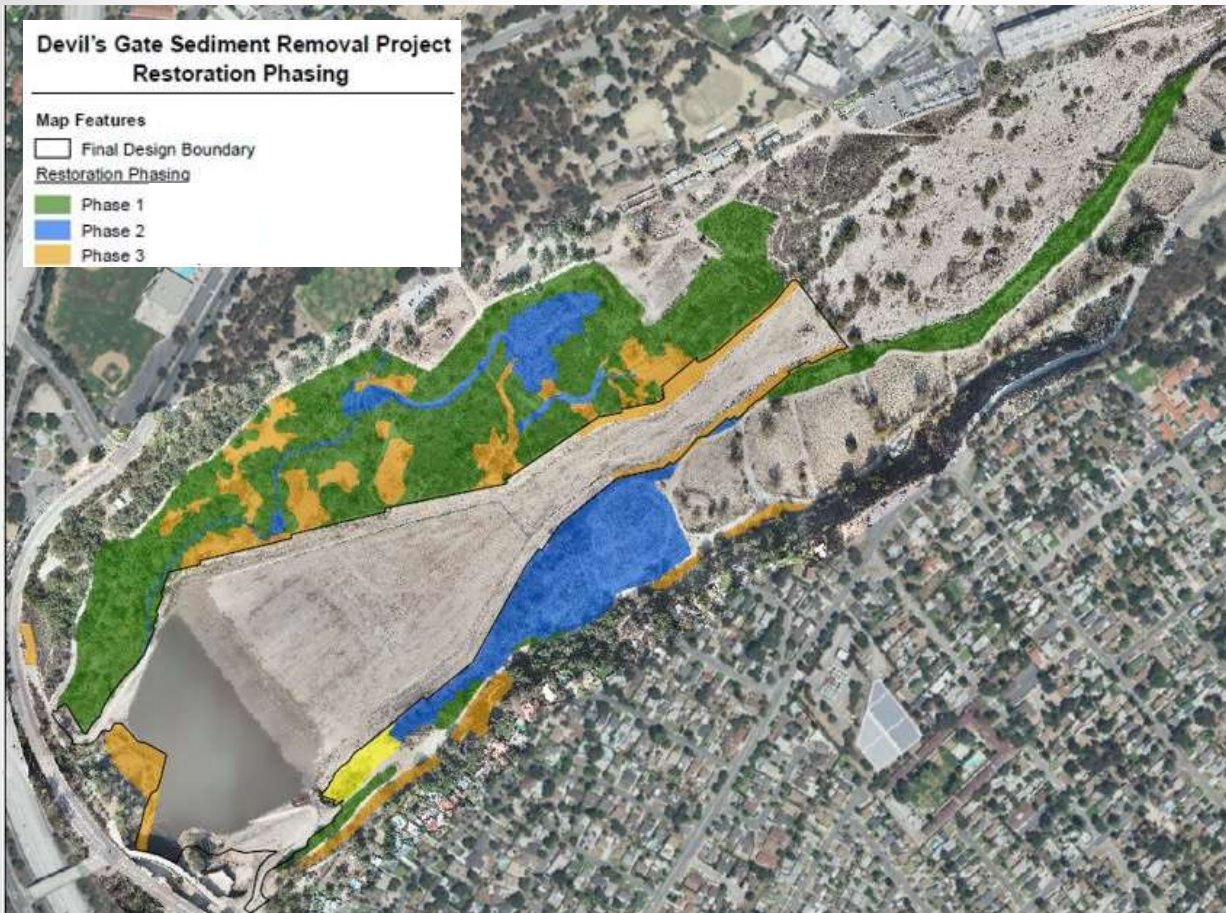 Devil's Gate Sediment Removal Project
Restoration Phasing
Map Features
Final Design Boundary
Restoration Phasing
Phase 1
Phase 2
Phase 3